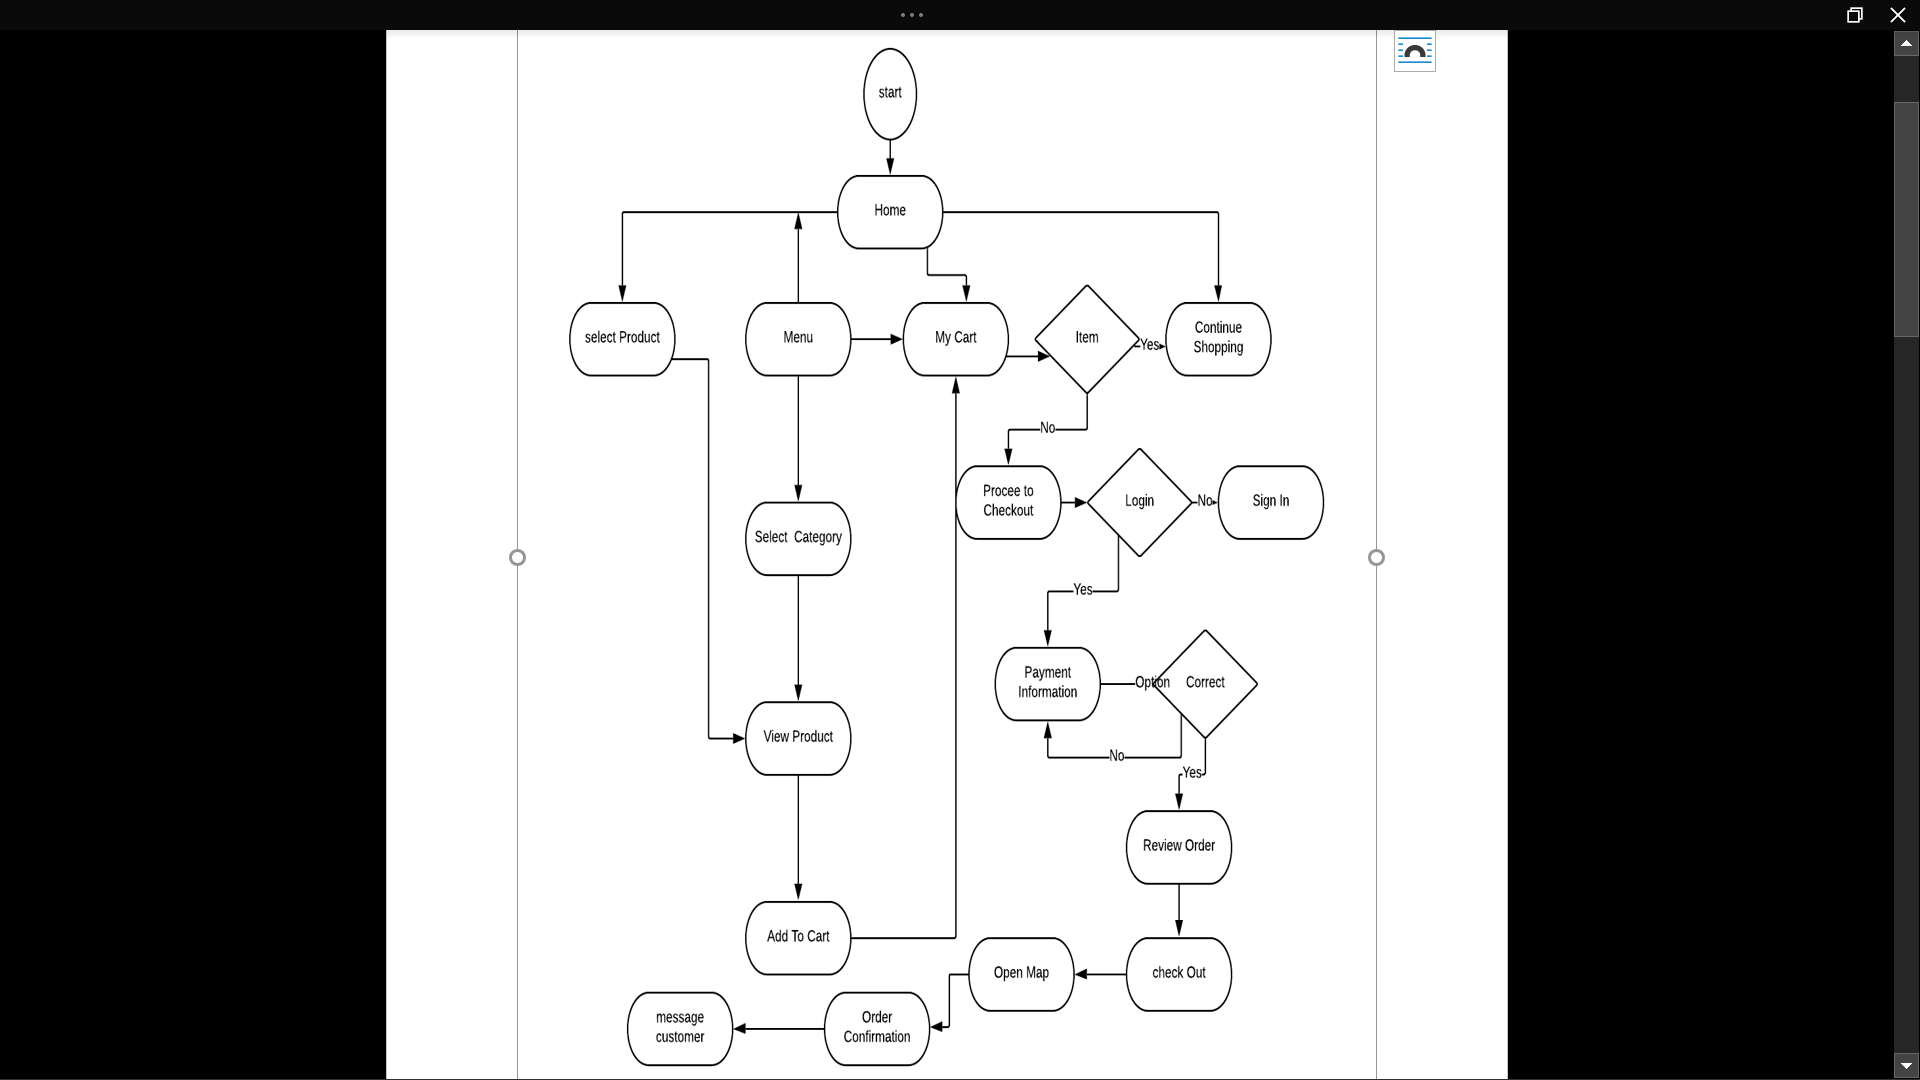 start
Home
select Product
Menu
My Cart
Item
Yes
Continue
Shopping
No
Procee to
Checkout
Login
No
Sign In
Select Category
Yes
Payment
Information
Option
Correct
View Product
No
Yes
Review Order
Add To Cart
Open Map
check Out
message
customer
Order
Confirmation